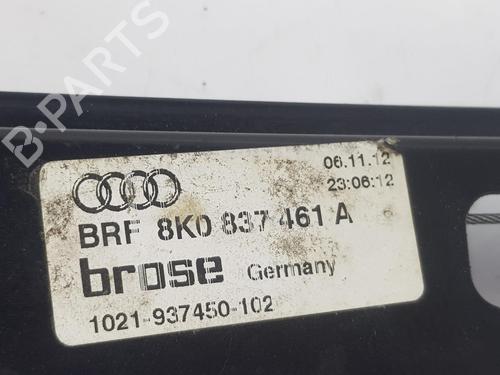 B·PARTS
06.11.12
23:06:12
BRF 8K0 837 461 A
brose Germany
1021-937450-102